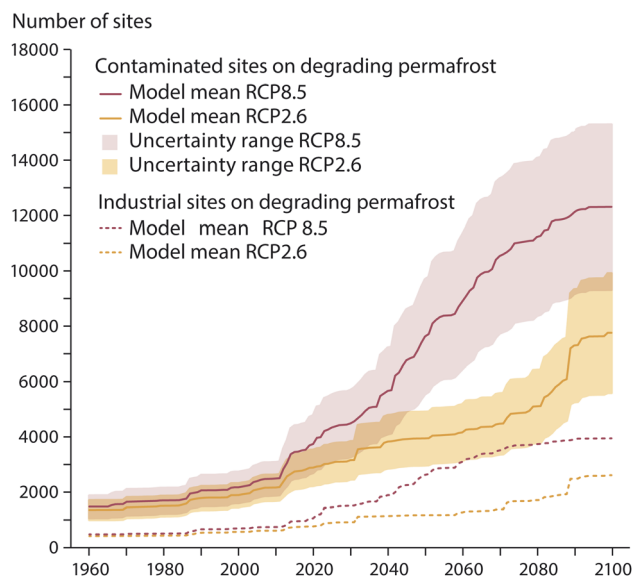 Number of sites
18000
16000
14000
12000
10000
8000
6000
4000
2000
0
Contaminated sites on degrading permafrost
Model mean RCP8.5
Model mean RCP2.6
Uncertainty range RCP8.5
Uncertainty range RCP2.6
Industrial sites on degrading permafrost
Model mean RCP 8.5
Model mean RCP2.6
1960 1980 2000 2020 2040 2060 2080 2100